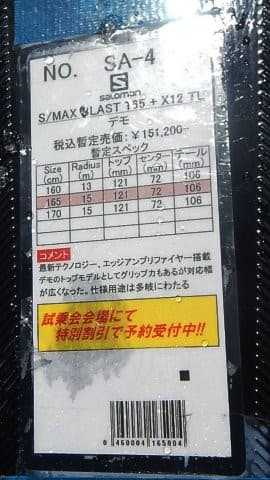 NO. SA-4
S
salomon
S/MAX BLAST 165 + X12 TL
デモ
税込暫定売価：￥151,200-
暫定スペック
Size (cm) Radius (m) トップ (mm) センター (mm) テール (mm)
160 13 121 72 106
165 15 121 72 106
170 15 121 72 106
コメント
最新テクノロジー、エッジアンプリファイヤー搭載
デモのトップモデルとしてグリップ力もあるが対応幅
が広くなった。仕様用途は多岐にわたる
試乗会会場にて
特別割引で予約受付中!!
0 460004 165004